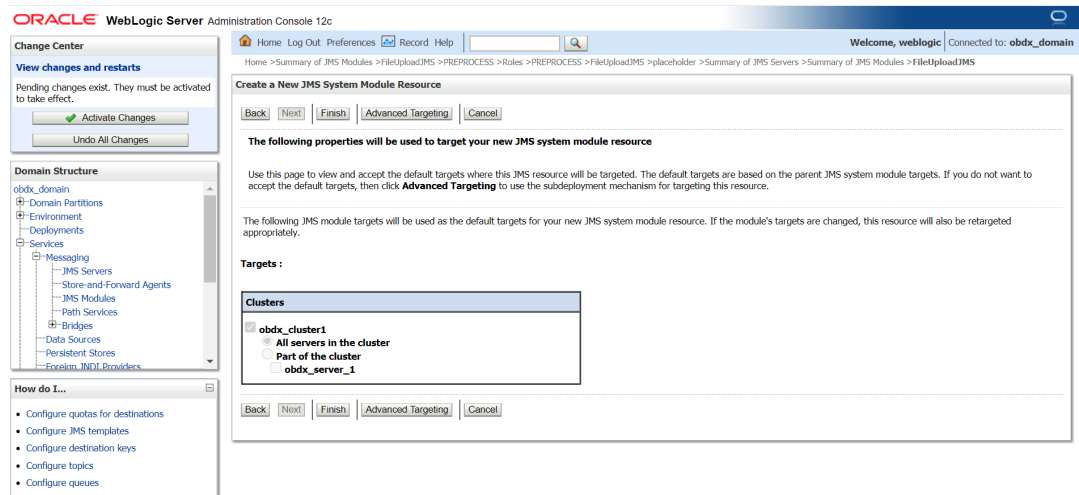 ORACLE® WebLogic Server Administration Console 12c
Change Center
View changes and restarts
Pending changes exist. They must be activated
to take effect.
Activate Changes
Undo All Changes
Domain Structure
obdx_domain
Domain Partitions
Environment
Deployments
Services
Messaging
JMS Servers
Store-and-Forward Agents
JMS Modules
Path Services
Bridges
Data Sources
Persistent Stores
Foreign JNDI Providers
How do I...
Configure quotas for destinations
Configure JMS templates
Configure destination keys
Configure topics
Configure queues
Home Log Out Preferences Record Help
Welcome, weblogic Connected to: obdx_domain
Home >Summary of JMS Modules >FileUploadJMS >PREPROCESS >Roles >PREPROCESS >FileUploadJMS >placeholder >Summary of JMS Servers >Summary of JMS Modules >FileUploadJMS
Create a New JMS System Module Resource
Back Next Finish Advanced Targeting Cancel
The following properties will be used to target your new JMS system module resource
Use this page to view and accept the default targets where this JMS resource will be targeted. The default targets are based on the parent JMS system module targets. If you do not want to
accept the default targets, then click Advanced Targeting to use the subdeployment mechanism for targeting this resource.
The following JMS module targets will be used as the default targets for your new JMS system module resource. If the module's targets are changed, this resource will also be retargeted
appropriately.
Targets :
Clusters
obdx_cluster1
All servers in the cluster
Part of the cluster
obdx_server_1
Back Next Finish Advanced Targeting Cancel